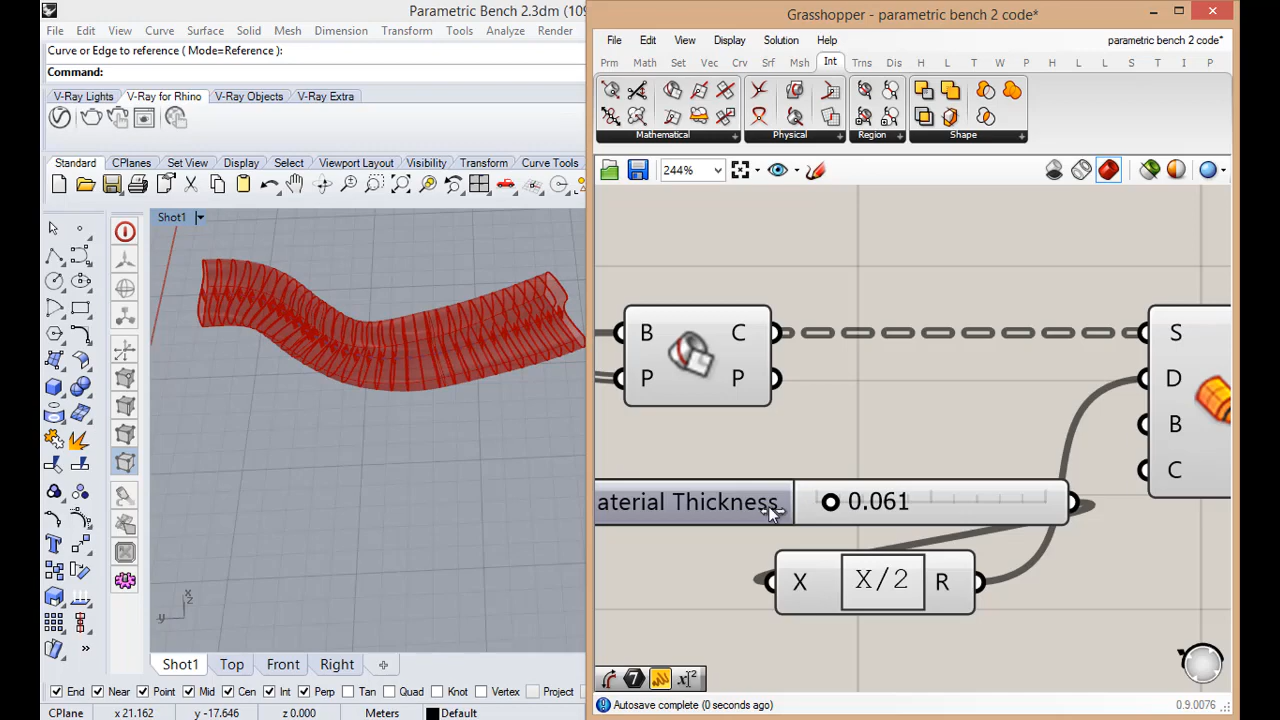 Parametric Bench 2.3dm (109
File Edit View Curve Surface Solid Mesh Dimension Transform Tools Analyze Render
Curve or Edge to reference ( Mode=Reference ):
Command:
V-Ray Lights V-Ray for Rhino V-Ray Objects V-Ray Extra
Standard CPlanes Set View Display Select Viewport Layout Visibility Transform Curve Tools
Shot1
x
z
y
Shot1 Top Front Right
End Near Point Mid Cen Int Perp Tan Quad Knot Vertex Project
CPlane x 21.162 y -17.646 z 0.000 Meters Default
Grasshopper - parametric bench 2 code*
File Edit View Display Solution Help parametric bench 2 code*
Prm Math Set Vec Crv Srf Msh Int Trns Dis H L T W P H L L S T I P
Mathematical Physical Region Shape
244%
B C
P P
S
D
B
C
aterial Thickness 0.061
X X/2 R
Autosave complete (0 seconds ago) 0.9.0076